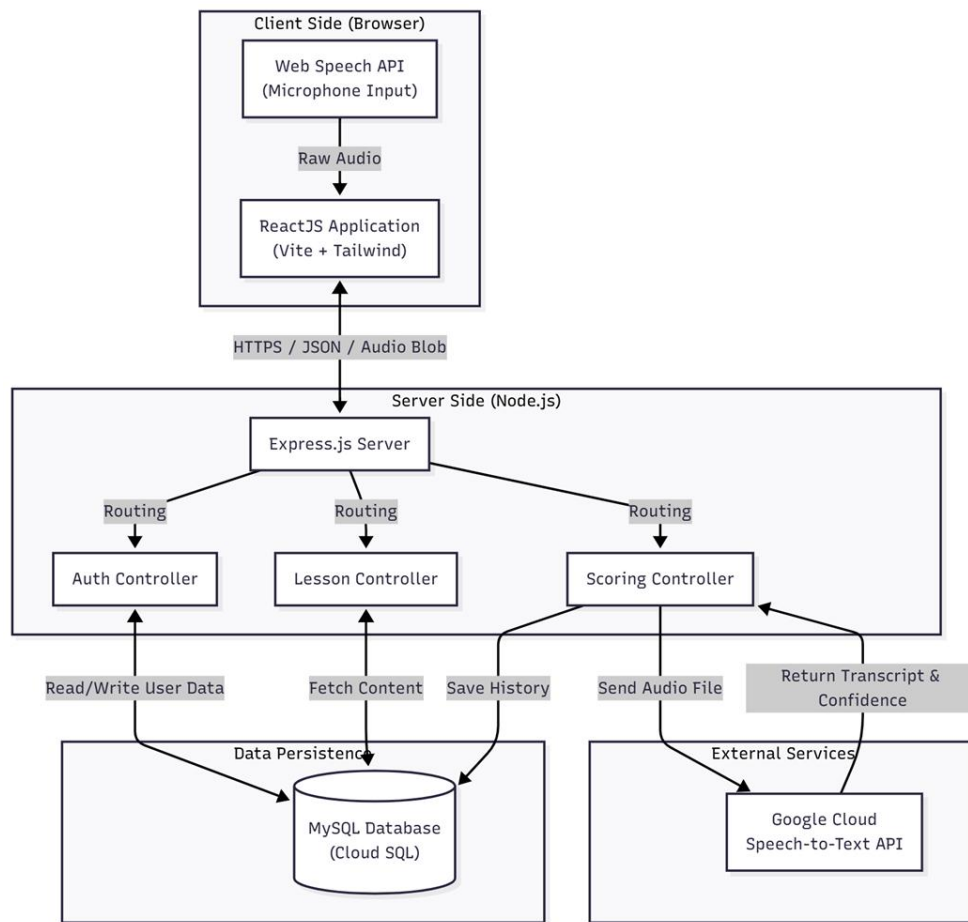 Client Side (Browser)
Web Speech API
(Microphone Input)
Raw Audio
ReactJS Application
(Vite + Tailwind)
HTTPS / JSON / Audio Blob
Server Side (Node.js)
Express.js Server
Routing
Routing
Routing
Auth Controller
Lesson Controller
Scoring Controller
Read/Write User Data
Fetch Content
Save History
Send Audio File
Return Transcript &
Confidence
Data Persistence
External Services
MySQL Database
(Cloud SQL)
Google Cloud
Speech-to-Text API